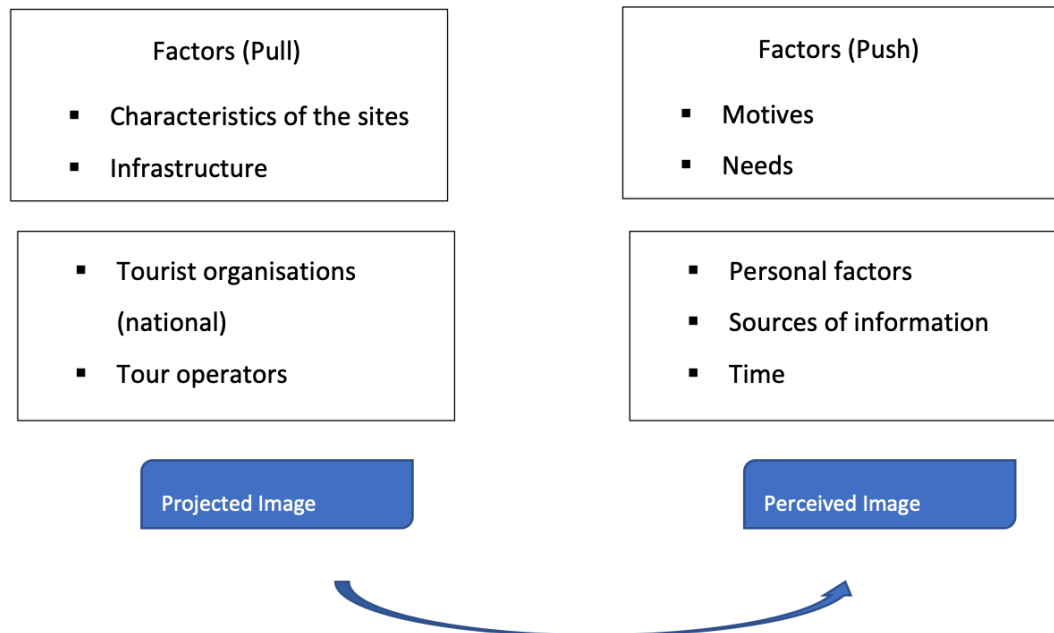 Factors (Pull)
▪ Characteristics of the sites
▪ Infrastructure
Factors (Push)
▪ Motives
▪ Needs
▪ Tourist organisations
(national)
▪ Tour operators
▪ Personal factors
▪ Sources of information
▪ Time
Projected Image
Perceived Image